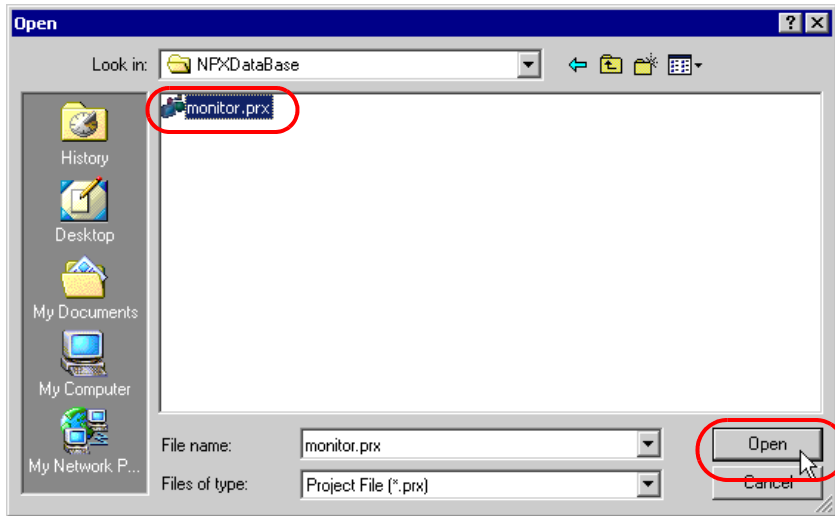 Open
Look in: NPXDataBase
monitor.prx
History
Desktop
My Documents
My Computer
My Network P...
File name: monitor.prx Open
Files of type: Project File (*.prx) Cancel